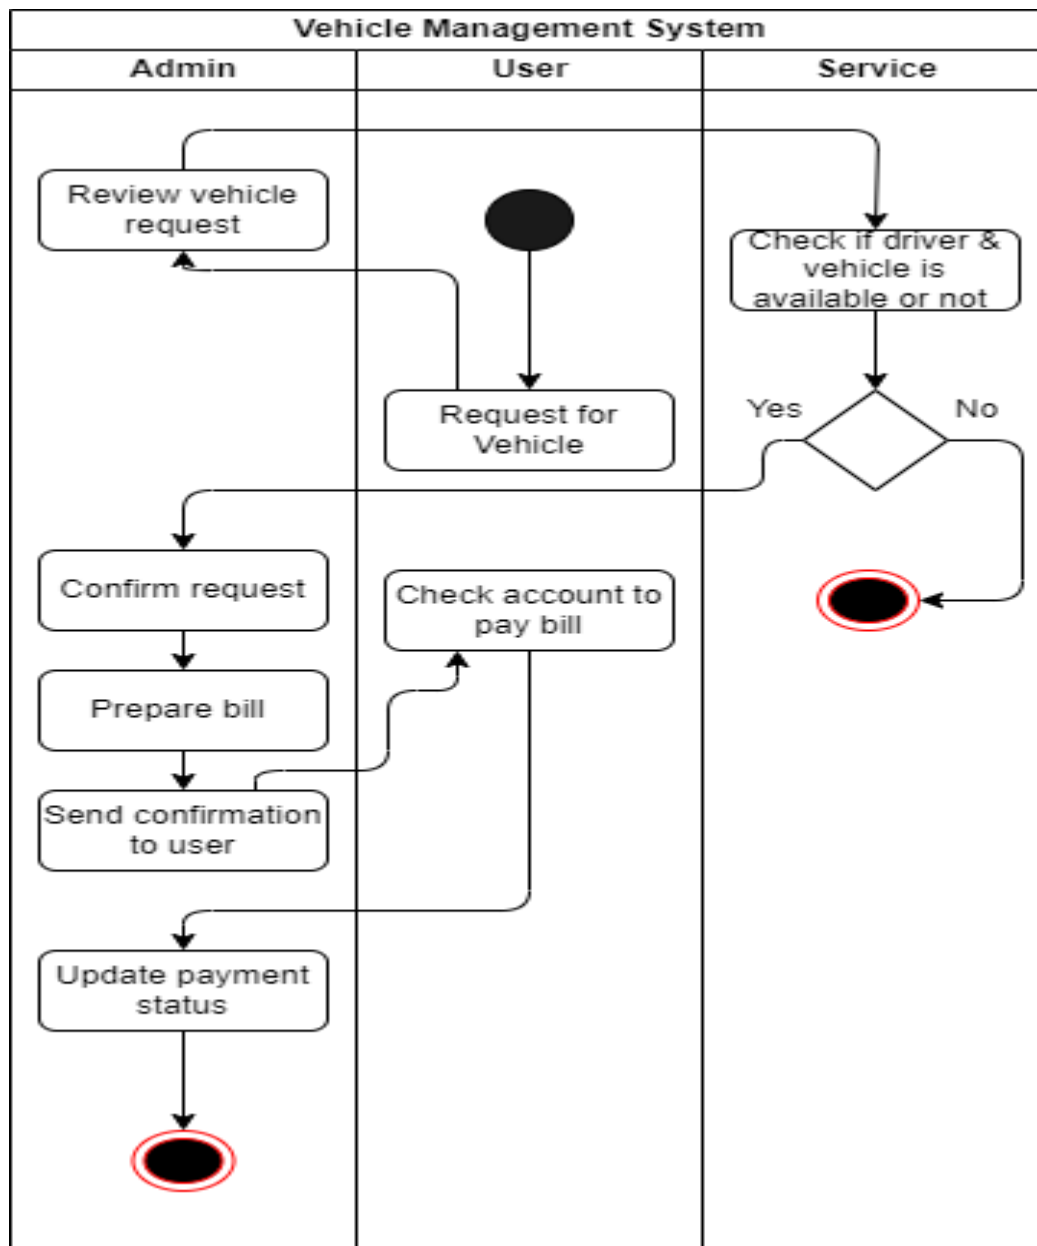 Vehicle Management System
Admin
User
Service
Review vehicle
request
Check if driver &
vehicle is
available or not
Request for
Vehicle
Yes
No
Confirm request
Check account to
pay bill
Prepare bill
Send confirmation
to user
Update payment
status